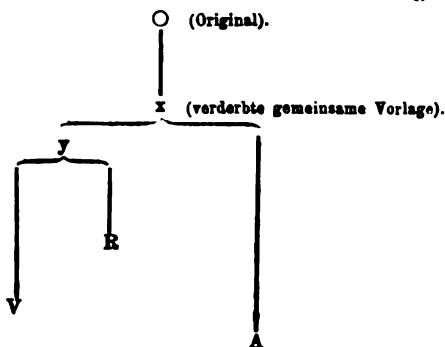 O (Original).
x (verderbte gemeinsame Vorlage).
y
R
V
A